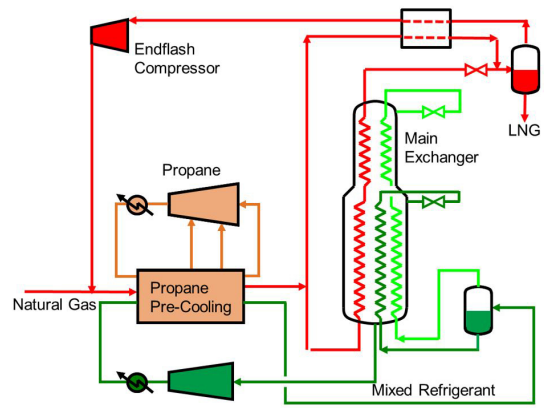 Endflash
Compressor
LNG
Main
Exchanger
Propane
Propane
Pre-Cooling
Natural Gas
Mixed Refrigerant